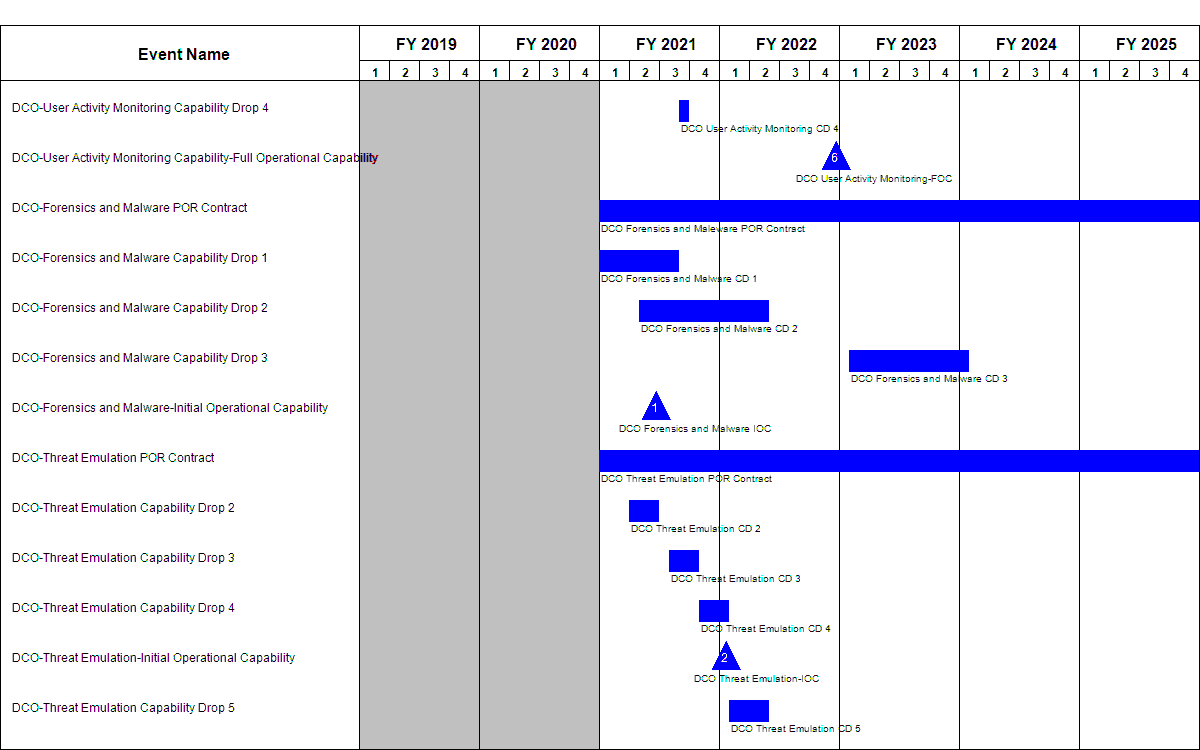 Event Name FY 2019 FY 2020 FY 2021 FY 2022 FY 2023 FY 2024 FY 2025
1 2 3 4 1 2 3 4 1 2 3 4 1 2 3 4 1 2 3 4 1 2 3 4 1 2 3 4
DCO-User Activity Monitoring Capability Drop 4
DCO User Activity Monitoring CD 4
DCO-User Activity Monitoring Capability-Full Operational Capability 6
DCO User Activity Monitoring-FOC
DCO-Forensics and Malware POR Contract
DCO Forensics and Maleware POR Contract
DCO-Forensics and Malware Capability Drop 1
DCO Forensics and Malware CD 1
DCO-Forensics and Malware Capability Drop 2
DCO Forensics and Malware CD 2
DCO-Forensics and Malware Capability Drop 3
DCO Forensics and Malware CD 3
DCO-Forensics and Malware-Initial Operational Capability 1
DCO Forensics and Malware IOC
DCO-Threat Emulation POR Contract
DCO Threat Emulation POR Contract
DCO-Threat Emulation Capability Drop 2
DCO Threat Emulation CD 2
DCO-Threat Emulation Capability Drop 3
DCO Threat Emulation CD 3
DCO-Threat Emulation Capability Drop 4
DCO Threat Emulation CD 4
DCO-Threat Emulation-Initial Operational Capability 2
DCO Threat Emulation-IOC
DCO-Threat Emulation Capability Drop 5
DCO Threat Emulation CD 5